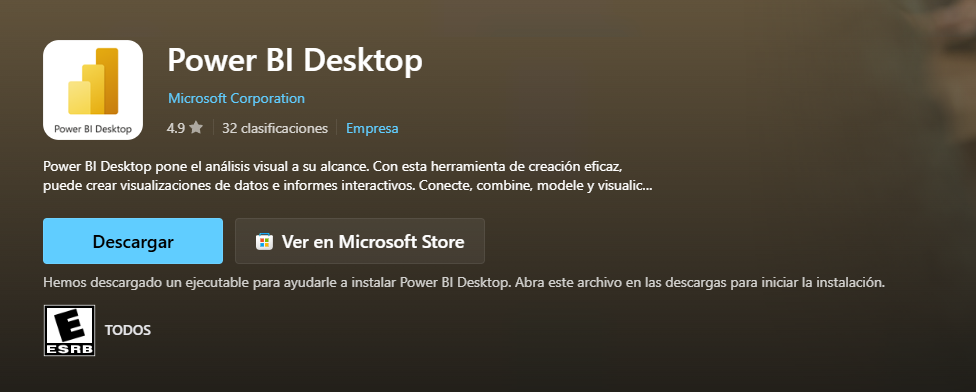 Power BI Desktop
Power BI Desktop
Microsoft Corporation
4.9 32 clasificaciones Empresa
Power BI Desktop pone el análisis visual a su alcance. Con esta herramienta de creación eficaz,
puede crear visualizaciones de datos e informes interactivos. Conecte, combine, modele y visualic...
Descargar
Ver en Microsoft Store
Hemos descargado un ejecutable para ayudarle a instalar Power BI Desktop. Abra este archivo en las descargas para iniciar la instalación.
E
ESRB
TODOS